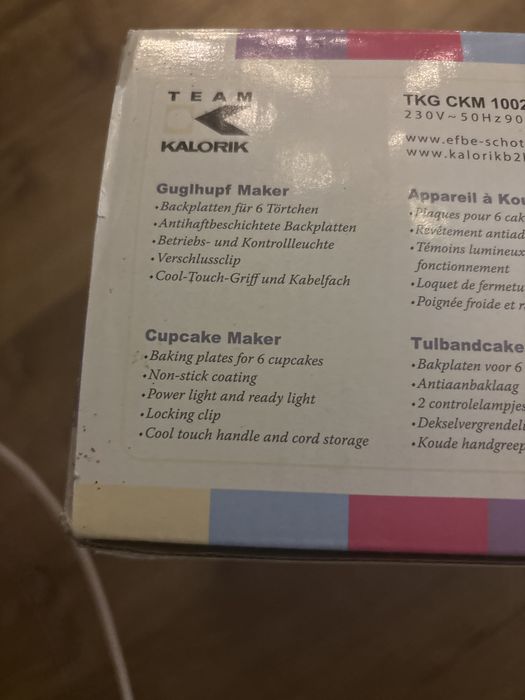 TEAM
KALORIK
TKG CKM 1002
230V~50Hz90
www.efbe-schot
www.kalorikb2
Guglhupf Maker
•Backplatten für 6 Törtchen
•Antihaftbeschichtete Backplatten
•Betriebs- und Kontrollleuchte
•Verschlussclip
•Cool-Touch-Griff und Kabelfach
Appareil à Kou
•Plaques pour 6 cak
•Revêtement antiad
•Témoins lumineux
fonctionnement
•Loquet de fermetu
•Poignée froide et r
Cupcake Maker
•Baking plates for 6 cupcakes
•Non-stick coating
•Power light and ready light
•Locking clip
•Cool touch handle and cord storage
Tulbandcake
•Bakplaten voor 6
•Antiaanbaklaag
•2 controlelampjes
•Dekselvergrendeli
•Koude handgreep